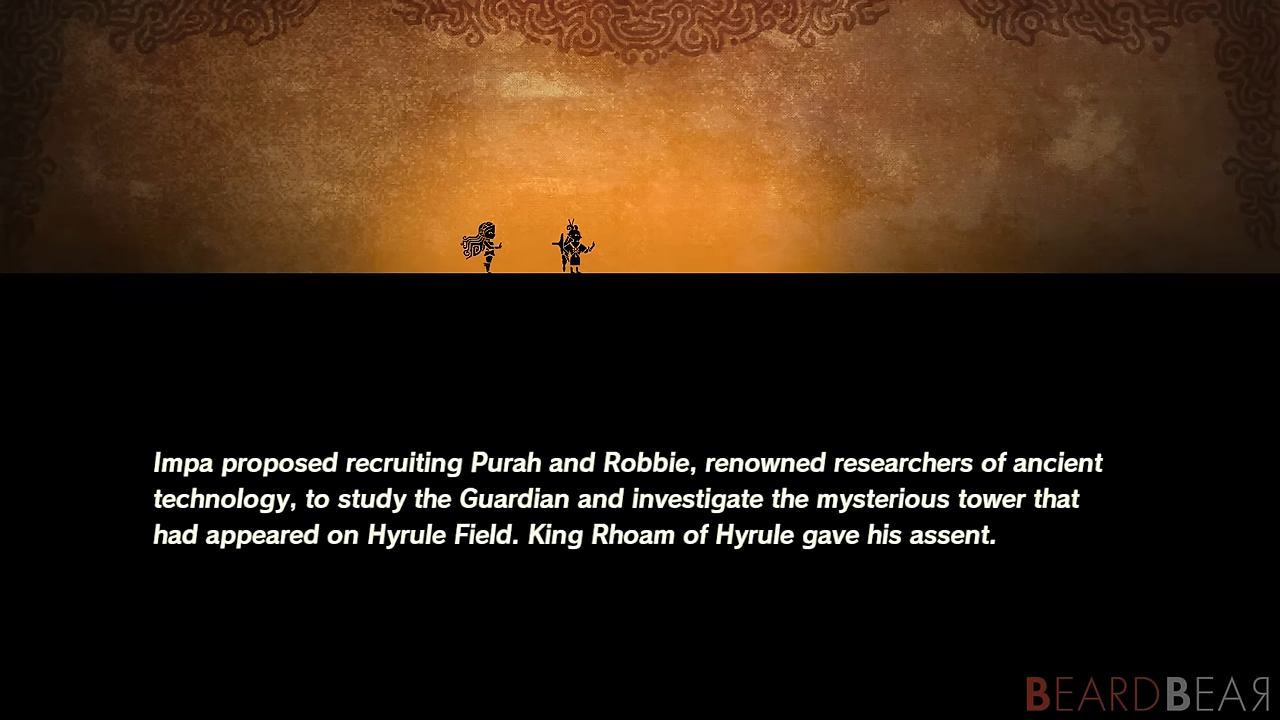 Impa proposed recruiting Purah and Robbie, renowned researchers of ancient
technology, to study the Guardian and investigate the mysterious tower that
had appeared on Hyrule Field. King Rhoam of Hyrule gave his assent.
BEARDBEAR